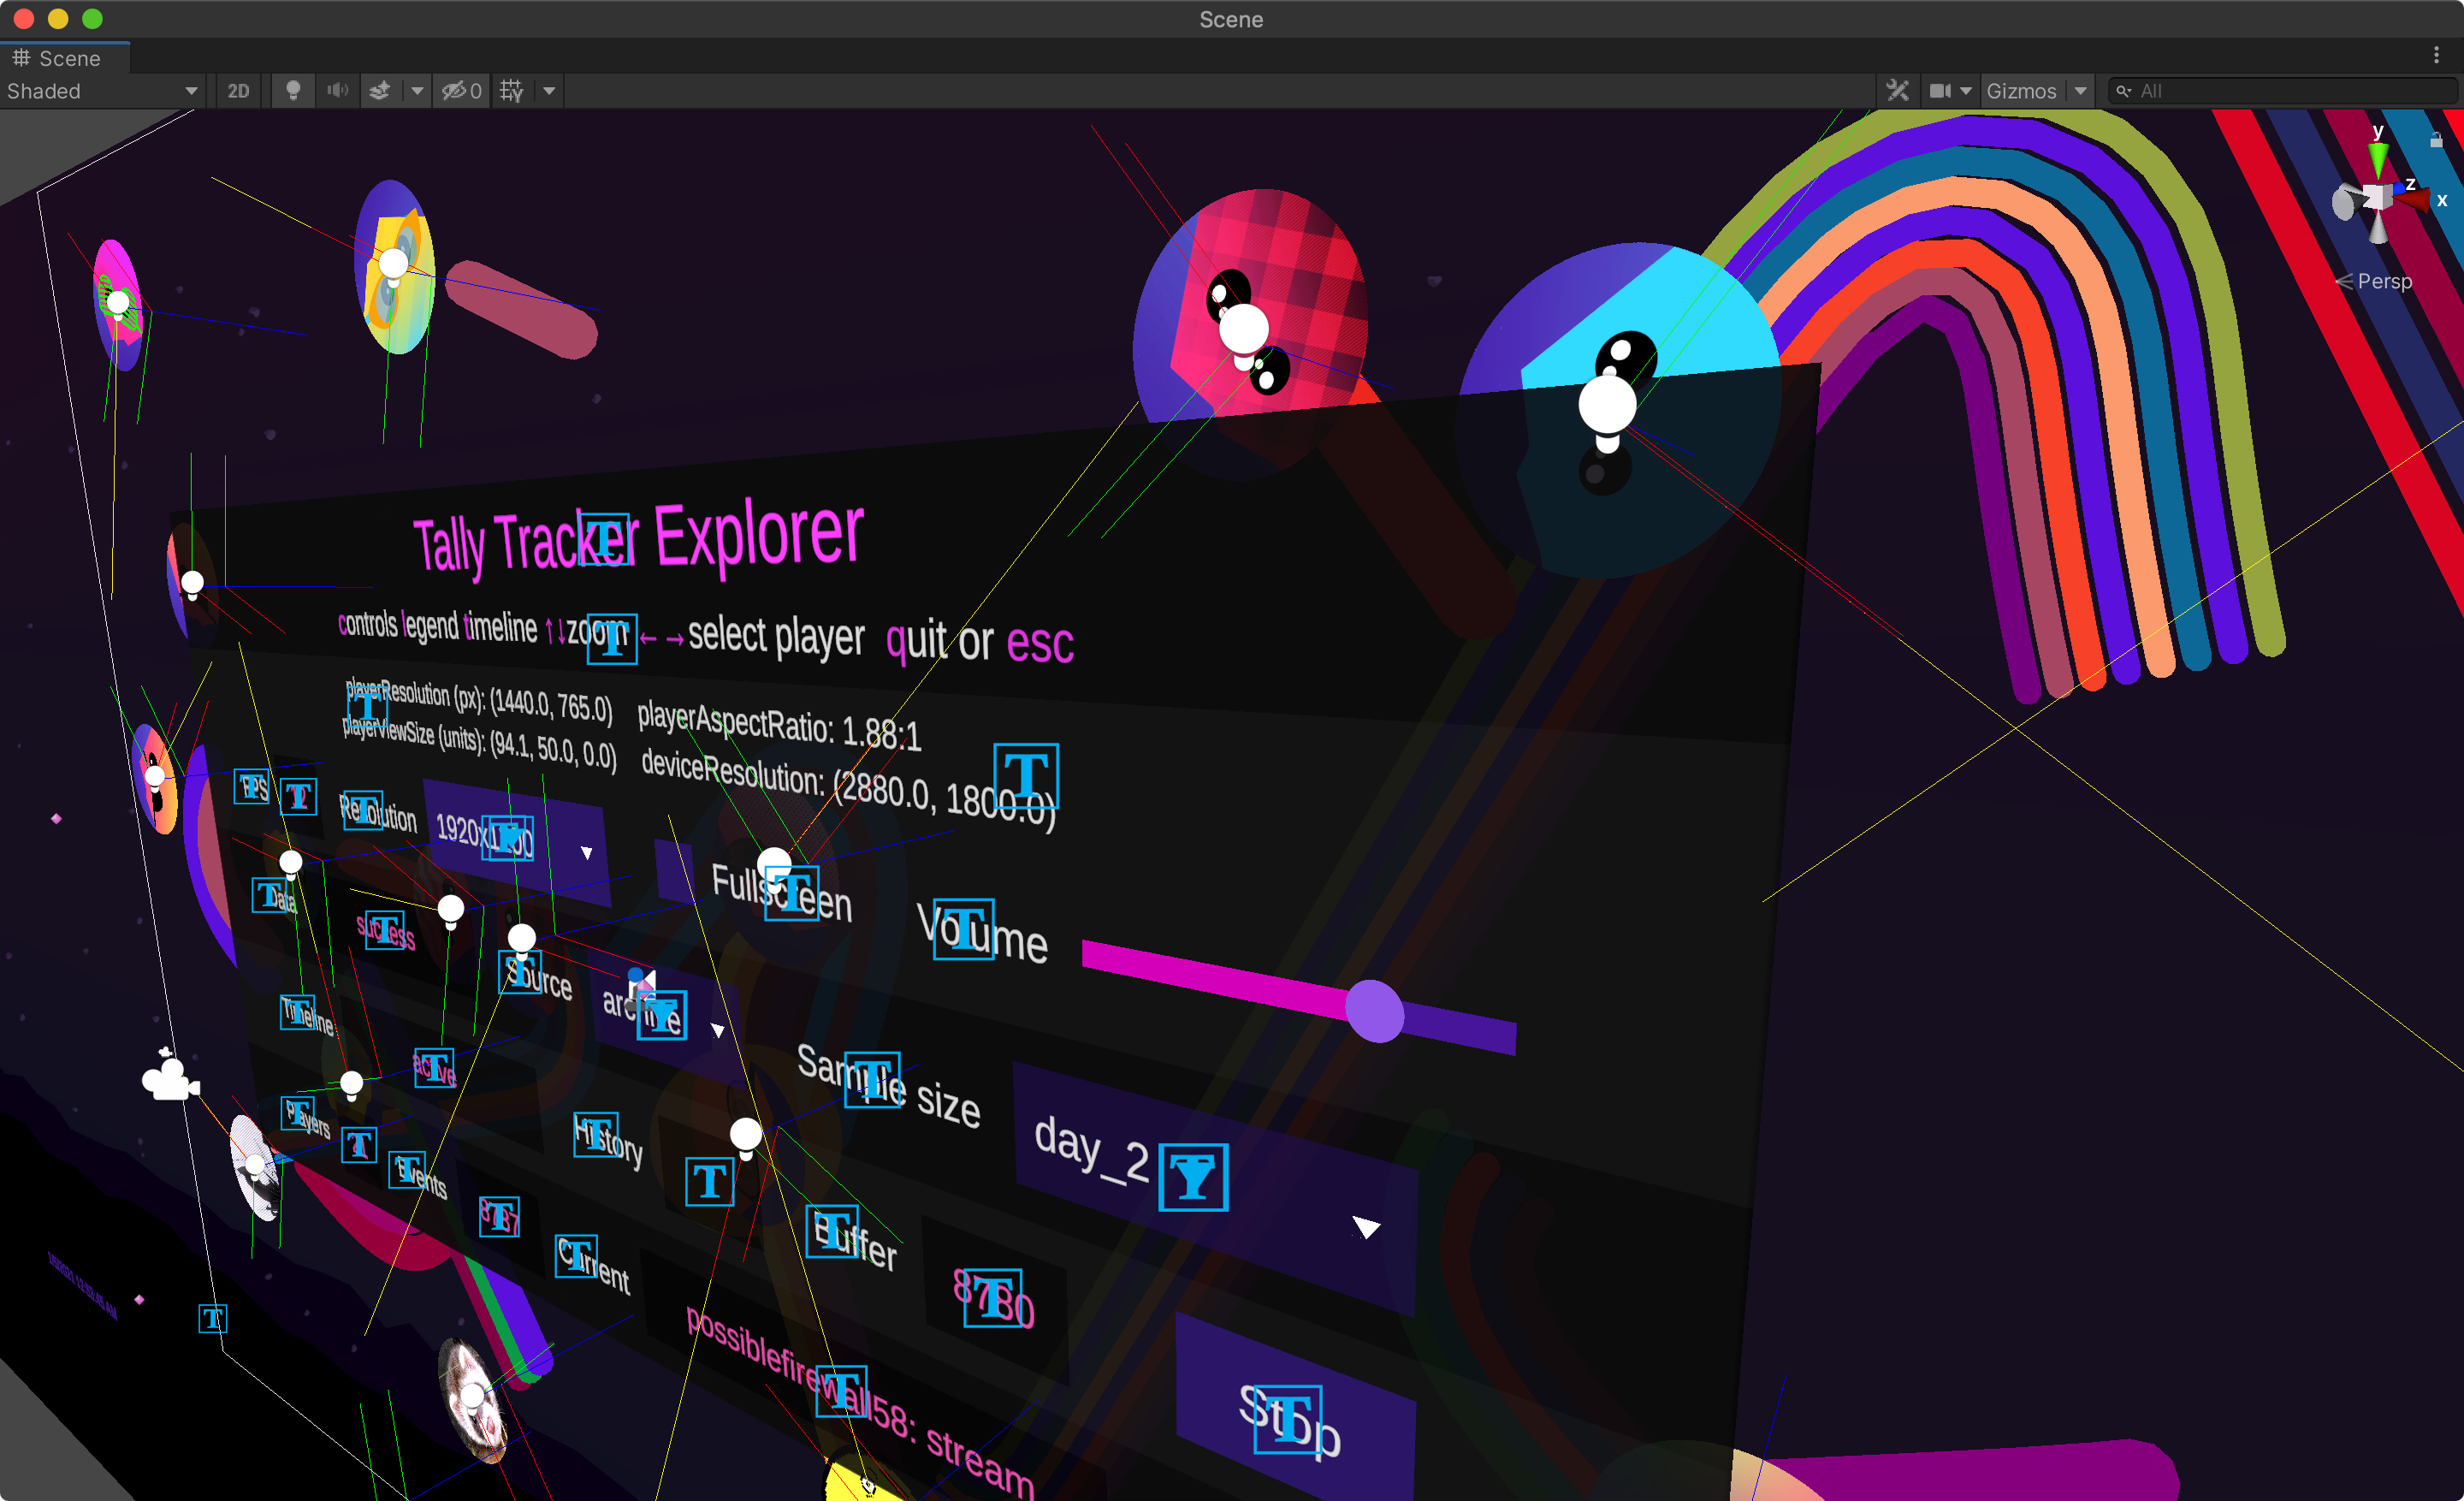 Scene
Scene
Shaded
2D
0
Gizmos
All
y
z
x
Persp
Tally Tracker Explorer
controls legend timeline ↑↓zoom ←→select player quit or esc
playerResolution (px): (1440.0, 765.0)
playerAspectRatio: 1.88:1
playerViewSize (units): (94.1, 50.0, 0.0)
deviceResolution: (2880.0, 1800.0)
FPS
Resolution
Fullscreen
Volume
Data
success
Source
archive
Sample size
day_2
Timeline
active
History
Buffer
8780
Players
Events
8787
Current
possiblefirewall58: stream
Stop